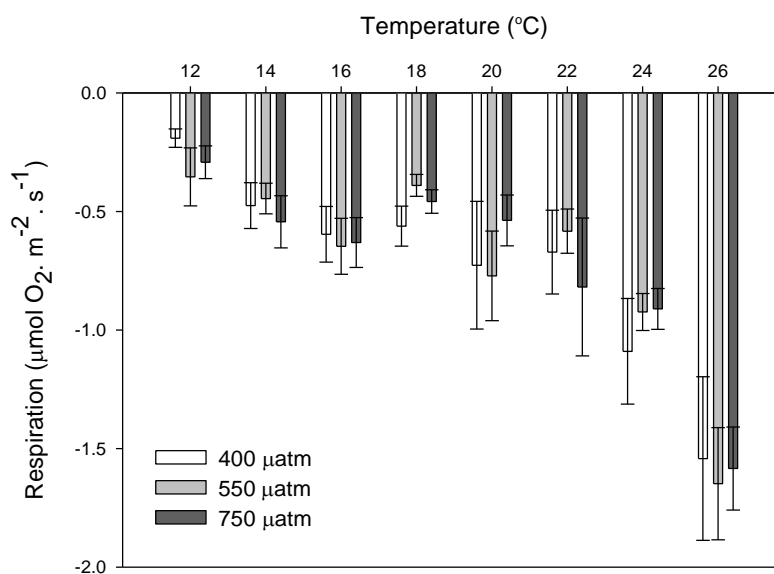 Temperature (°C)
12 14 16 18 20 22 24 26
0.0
-0.5
-1.0
-1.5
-2.0
Respiration (μmol O₂. m⁻² . s⁻¹)
400 μatm
550 μatm
750 μatm